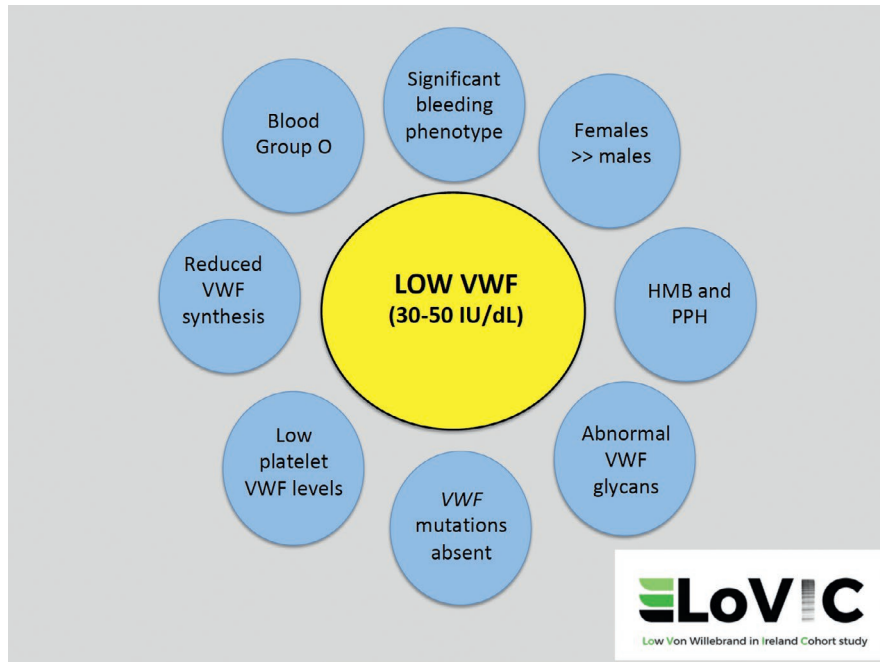 LOW VWF
(30-50 IU/dL)
Significant
bleeding
phenotype
Females
>> males
HMB and
PPH
Abnormal
VWF
glycans
VWF
mutations
absent
Low
platelet
VWF levels
Reduced
VWF
synthesis
Blood
Group O
LoVIC
Low Von Willebrand in Ireland Cohort study